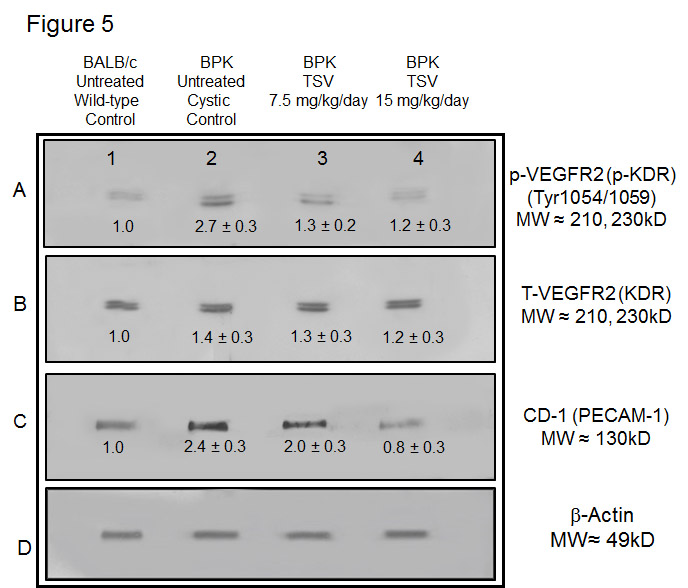 Figure 5
BALB/c
Untreated
Wild-type
Control
BPK
Untreated
Cystic
Control
BPK
TSV
7.5 mg/kg/day
BPK
TSV
15 mg/kg/day
1 2 3 4
A
1.0 2.7 ± 0.3 1.3 ± 0.2 1.2 ± 0.3
p-VEGFR2 (p-KDR)
(Tyr1054/1059)
MW ≈ 210, 230kD
B
1.0 1.4 ± 0.3 1.3 ± 0.3 1.2 ± 0.3
T-VEGFR2 (KDR)
MW ≈ 210, 230kD
C
1.0 2.4 ± 0.3 2.0 ± 0.3 0.8 ± 0.3
CD-1 (PECAM-1)
MW ≈ 130kD
D
β-Actin
MW≈ 49kD